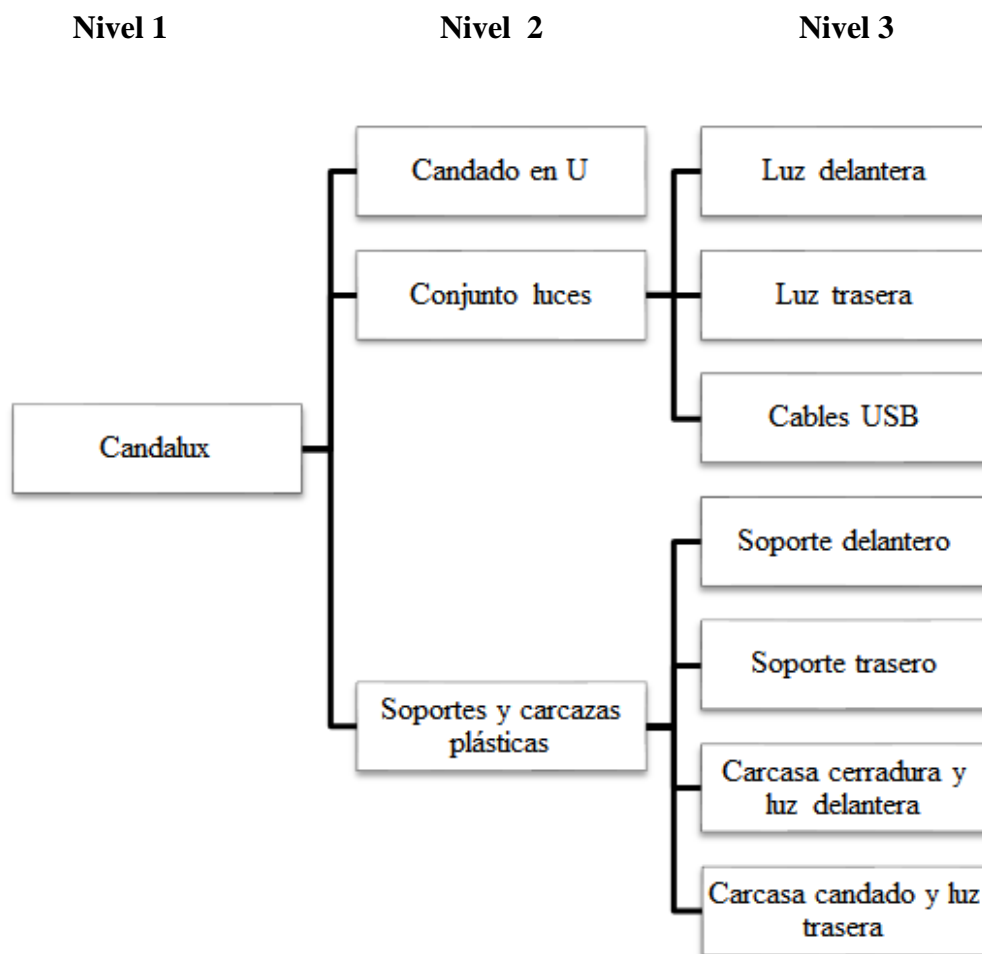 Nivel 1 Nivel 2 Nivel 3
Candado en U
Luz delantera
Conjunto luces
Luz trasera
Cables USB
Candalux
Soporte delantero
Soporte trasero
Soportes y carcazas
plásticas
Carcasa cerradura y
luz delantera
Carcasa candado y luz
trasera